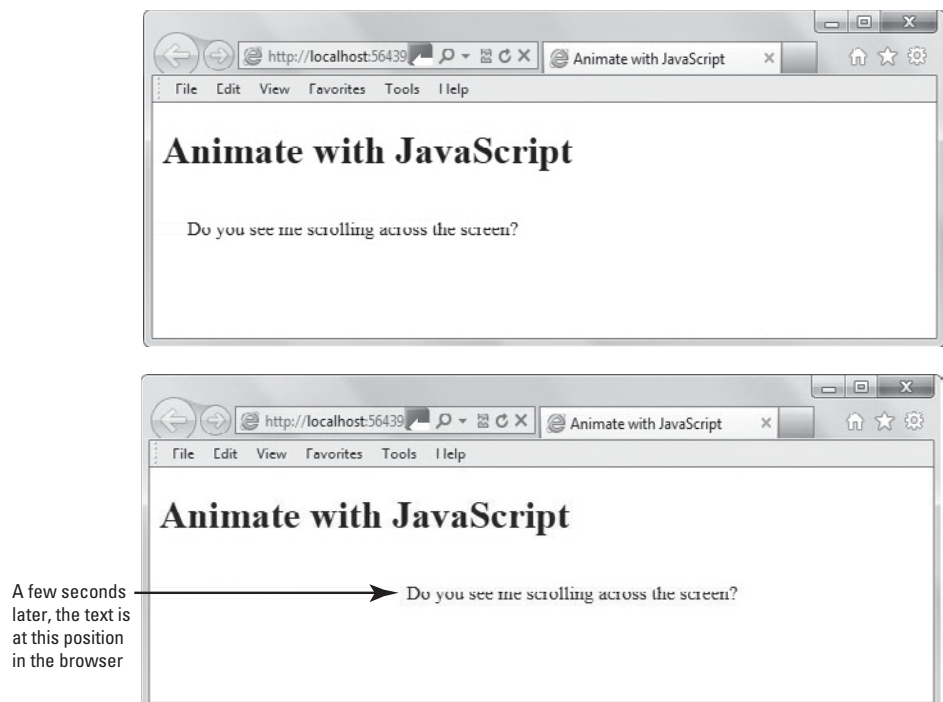 http://localhost:56439
Animate with JavaScript
File Edit View Favorites Tools Help
Animate with JavaScript
Do you see me scrolling across the screen?
http://localhost:56439
Animate with JavaScript
File Edit View Favorites Tools Help
Animate with JavaScript
A few seconds
later, the text is
at this position
in the browser
Do you see me scrolling across the screen?